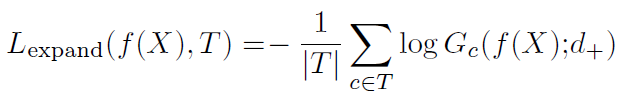 L_expand(f(X), T) = − 1/|T| ∑_{c∈T} log G_c(f(X); d_+)